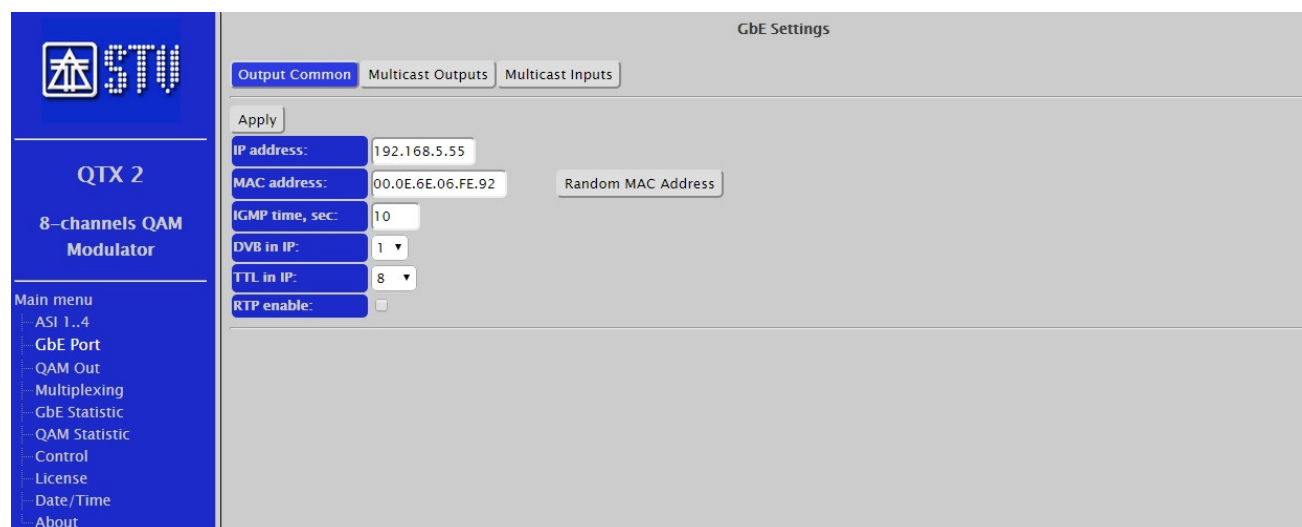 STV
QTX 2
8-channels QAM
Modulator
Main menu
ASI 1..4
GbE Port
QAM Out
Multiplexing
GbE Statistic
QAM Statistic
Control
License
Date/Time
About
GbE Settings
Output Common Multicast Outputs Multicast Inputs
Apply
IP address: 192.168.5.55
MAC address: 00.0E.6E.06.FE.92 Random MAC Address
IGMP time, sec: 10
DVB in IP: 1
TTL in IP: 8
RTP enable: